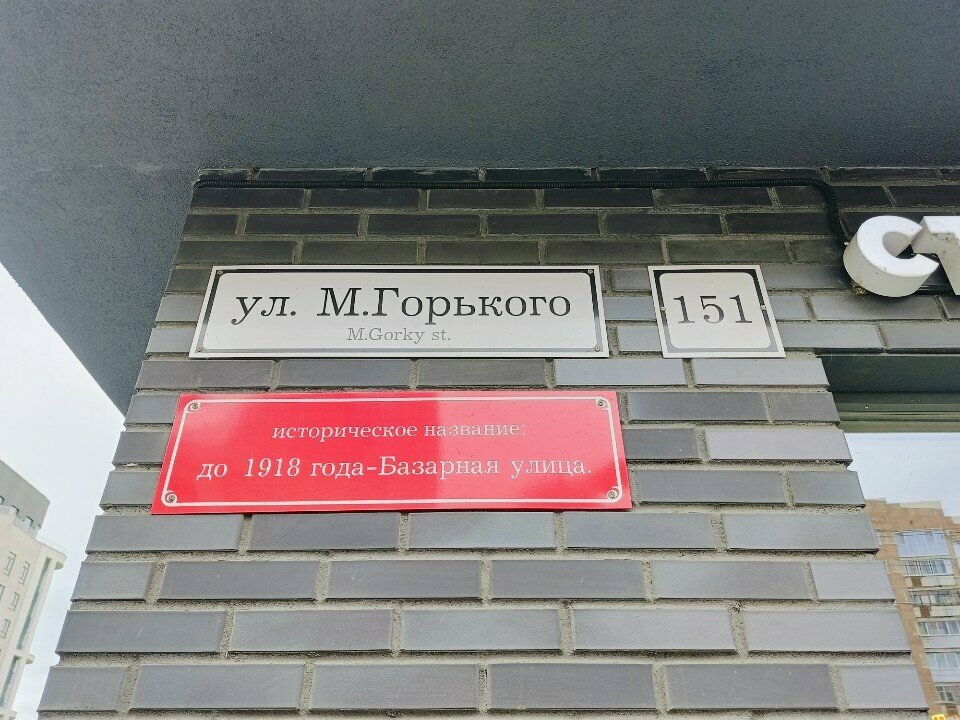 ул. М.Горького
M.Gorky st.
151
историческое название:
до 1918 года-Базарная улица.